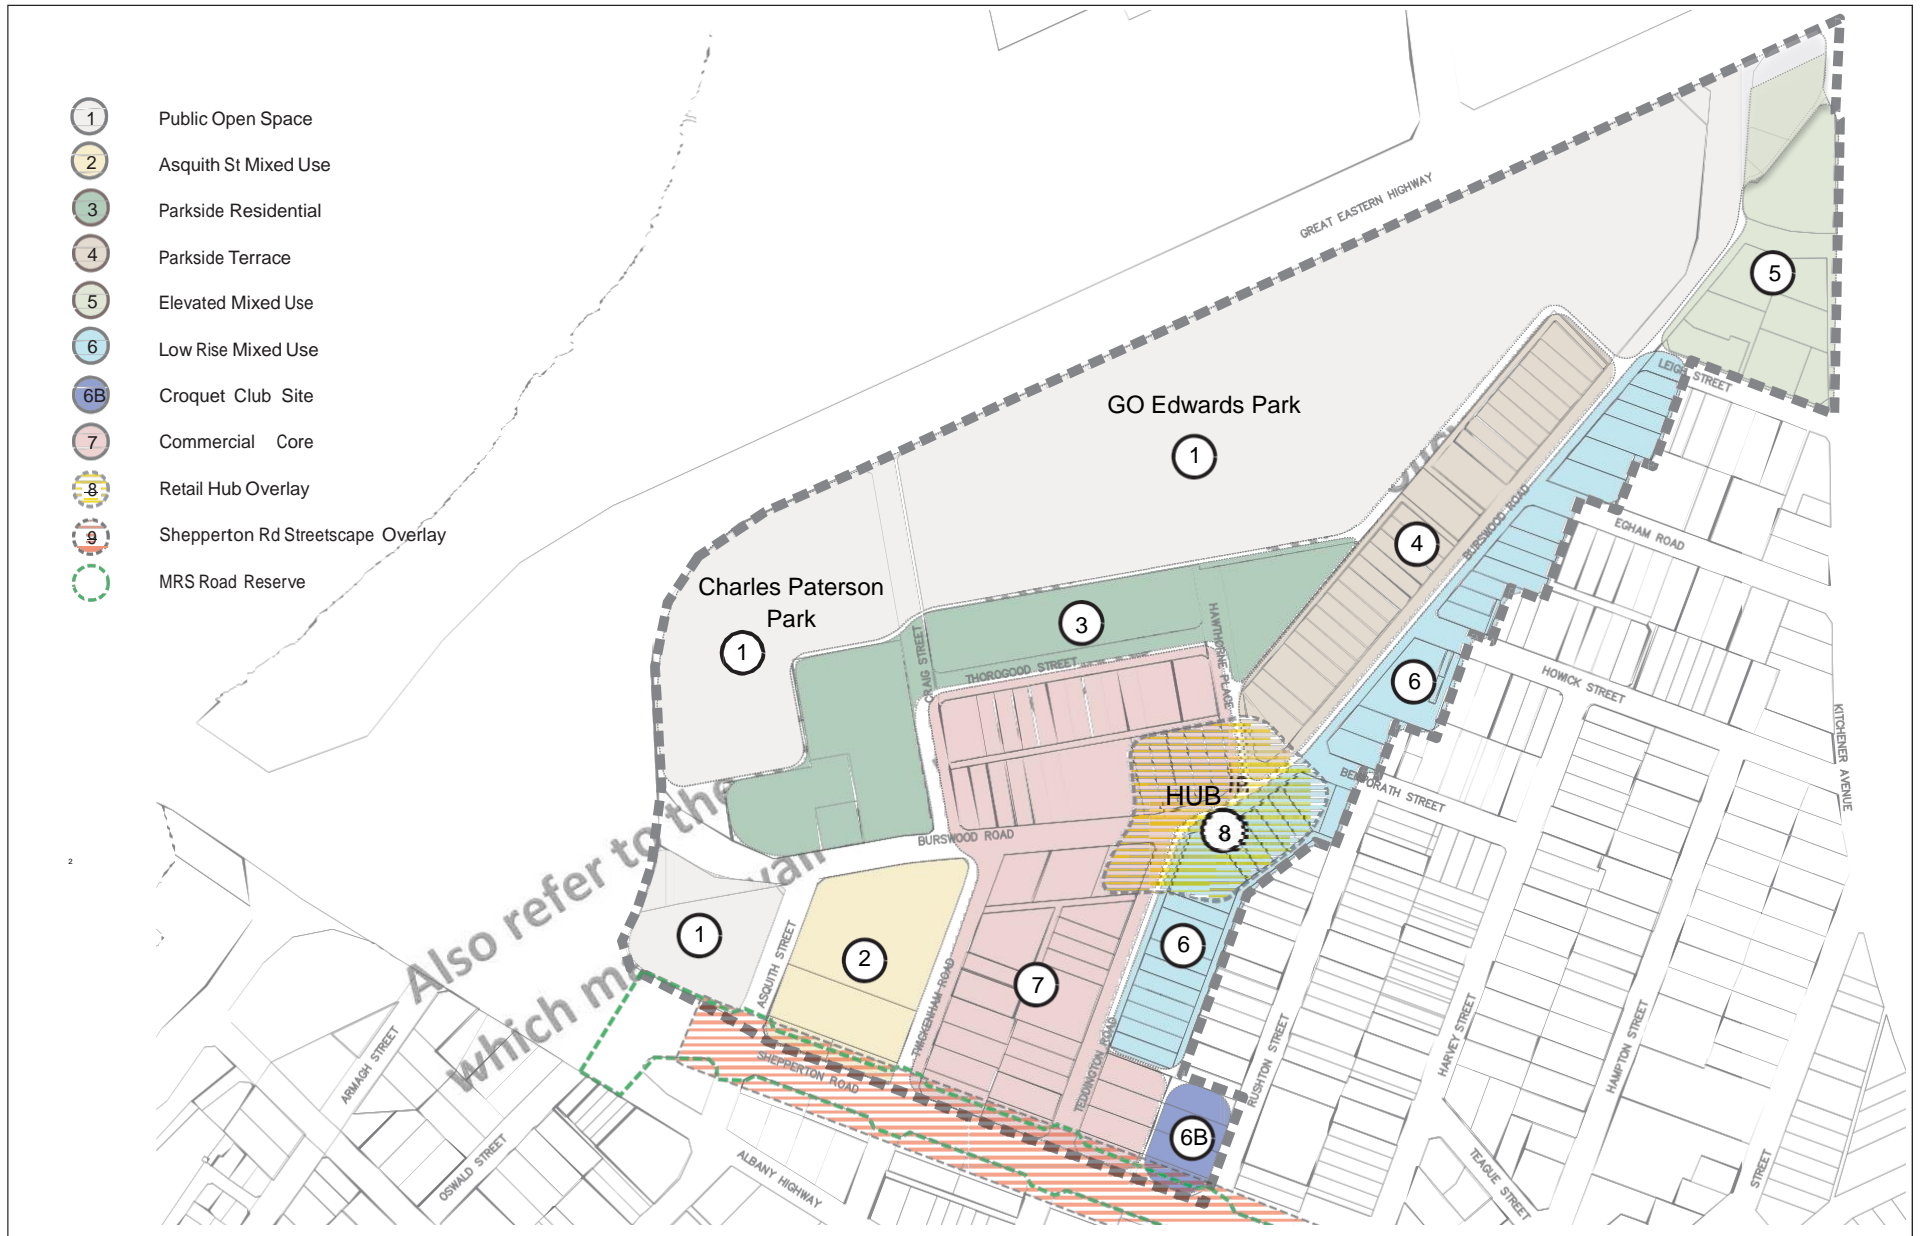 1 Public Open Space
2 Asquith St Mixed Use
3 Parkside Residential
4 Parkside Terrace
5 Elevated Mixed Use
6 Low Rise Mixed Use
6B Croquet Club Site
7 Commercial Core
8 Retail Hub Overlay
9 Shepperton Rd Streetscape Overlay
MRS Road Reserve
GREAT EASTERN HIGHWAY
5
LEIGH STREET
GO Edwards Park
1
BURSWOOD ROAD
EGHAM ROAD
4
Charles Paterson
Park
1
3
HAWTHORNE PLACE
CRAIG STREET
THOROGOOD STREET
6
HOWICK STREET
KITCHENER AVENUE
BENPORATH STREET
HUB
8
BURSWOOD ROAD
2
Also refer to the
which
1
ASQUITH STREET
2
TWICKENHAM ROAD
7
6
TEDDINGTON ROAD
RUSHTON STREET
HARVEY STREET
HAMPTON STREET
ARMAGH STREET
SHEPPERTON ROAD
6B
OSWALD STREET
ALBANY HIGHWAY
TEAGUE STREET
STREET